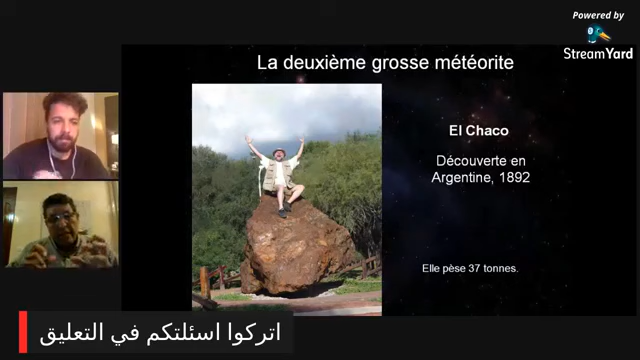 Powered by
StreamYard
La deuxième grosse météorite
El Chaco
Découverte en
Argentine, 1892
Elle pèse 37 tonnes.
اتركوا اسئلتكم في التعليق